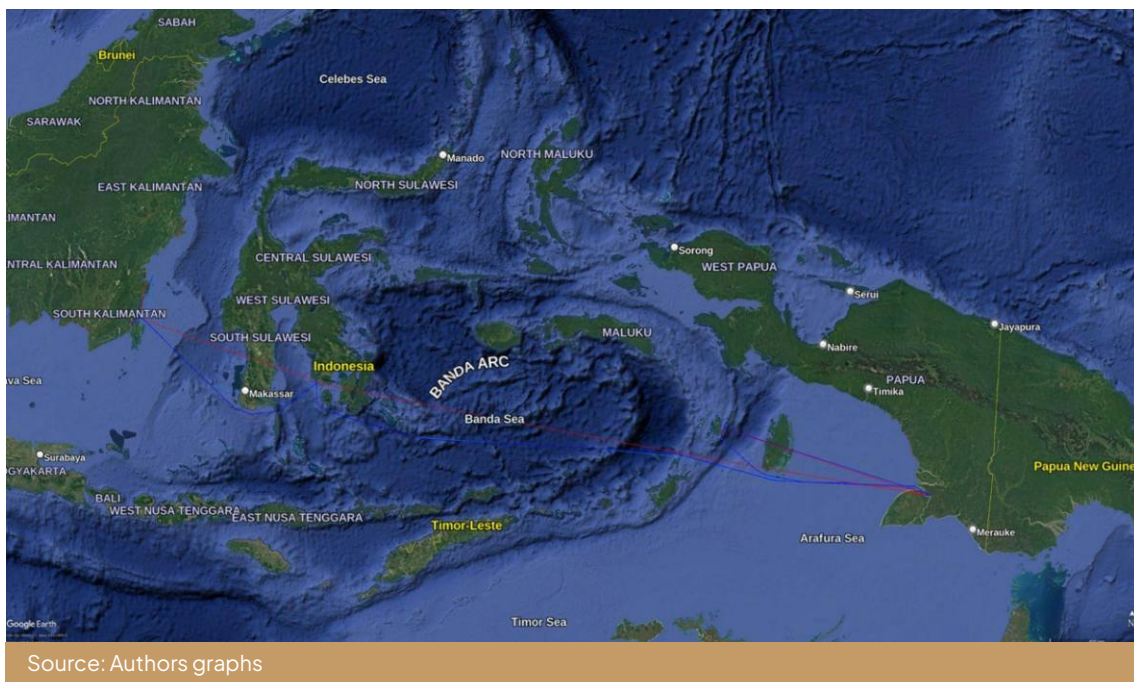 SABAH
Brunei
Celebes Sea
NORTH KALIMANTAN
SARAWAK
Manado
NORTH MALUKU
EAST KALIMANTAN
NORTH SULAWESI
LIMANTAN
Sorong
CENTRAL SULAWESI
NTRAL KALIMANTAN
WEST PAPUA
Serui
WEST SULAWESI
SOUTH KALIMANTAN
Jayapura
SOUTH SULAWESI
MALUKU
Nabire
Indonesia
BANDA ARC
ava Sea
PAPUA
Makassar
Timika
Banda Sea
Surabaya
Papua New Guine
OGYAKARTA
BALI
WEST NUSA TENGGARA
EAST NUSA TENGGARA
Timor-Leste
Merauke
Arafura Sea
Timor Sea
Google Earth
N
Source: Authors graphs